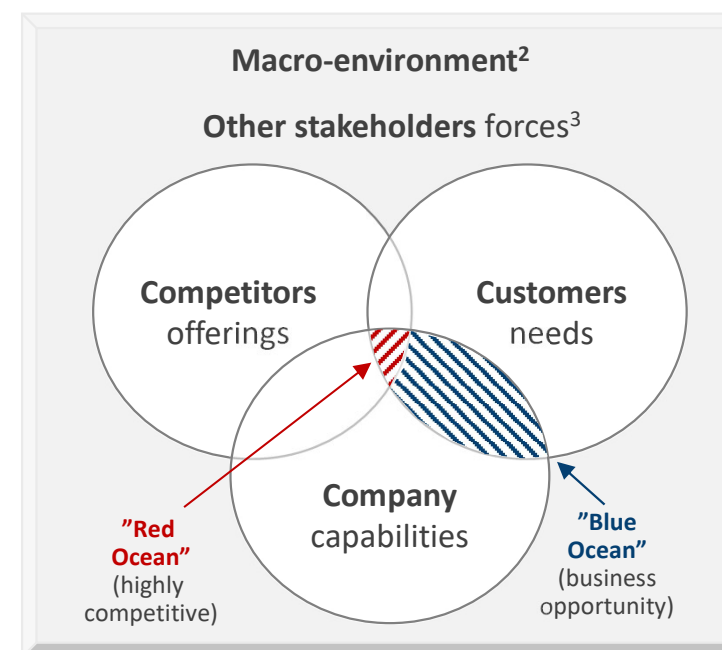 Macro-environment²
Other stakeholders forces³
Competitors
offerings
Customers
needs
Company
capabilities
”Red
Ocean”
(highly
competitive)
”Blue
Ocean”
(business
opportunity)